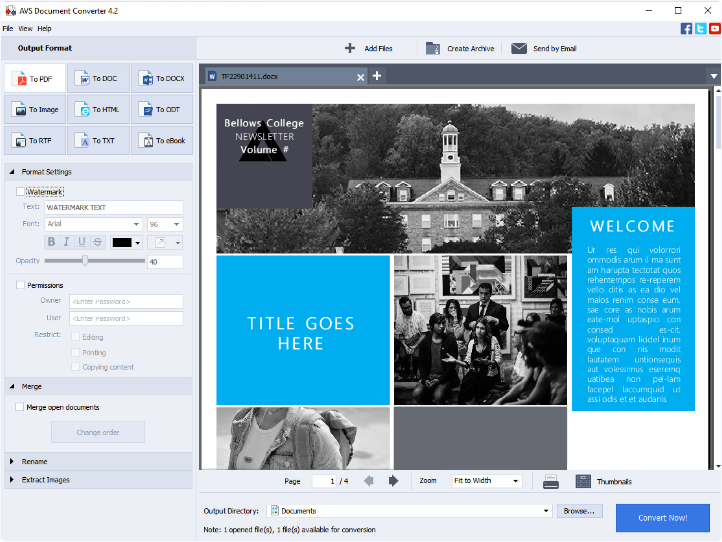 AVS Document Converter 4.2
File View Help
Output Format
Add Files Create Archive Send by Email
To PDF To DOC To DOCX
To Image To HTML To ODT
To RTF To TXT To eBook
Format Settings
Watermark
Text: WATERMARK TEXT
Font: Arial 96
B I U S
Opacity 40
Permissions
Owner <Enter Password>
User <Enter Password>
Restrict: Editing
Printing
Copying content
Merge
Merge open documents
Change order
Rename
Extract Images
TF22901411.docx
Bellows College
NEWSLETTER
Volume #
TITLE GOES
HERE
WELCOME
Ur res qui volorrori
ommodis arum il ma sunt
am harupta tectotat quos
rehentempos re-reperem
vello ditis as ea dio vel
maios renim conse eum,
sae core as nobis arum
eate-mol uptaspici con
consed es-cit,
voluptaquam licidel inum
que con nis modit
lautatem untionsequis
aut volessimus eseremq
uatibea non pel-lam
facepel laccumquid ut
assi odis et et audanis
Page 1 / 4 Zoom Fit to Width Thumbnails
Output Directory: Documents Browse...
Convert Now!
Note: 1 opened file(s), 1 file(s) available for conversion